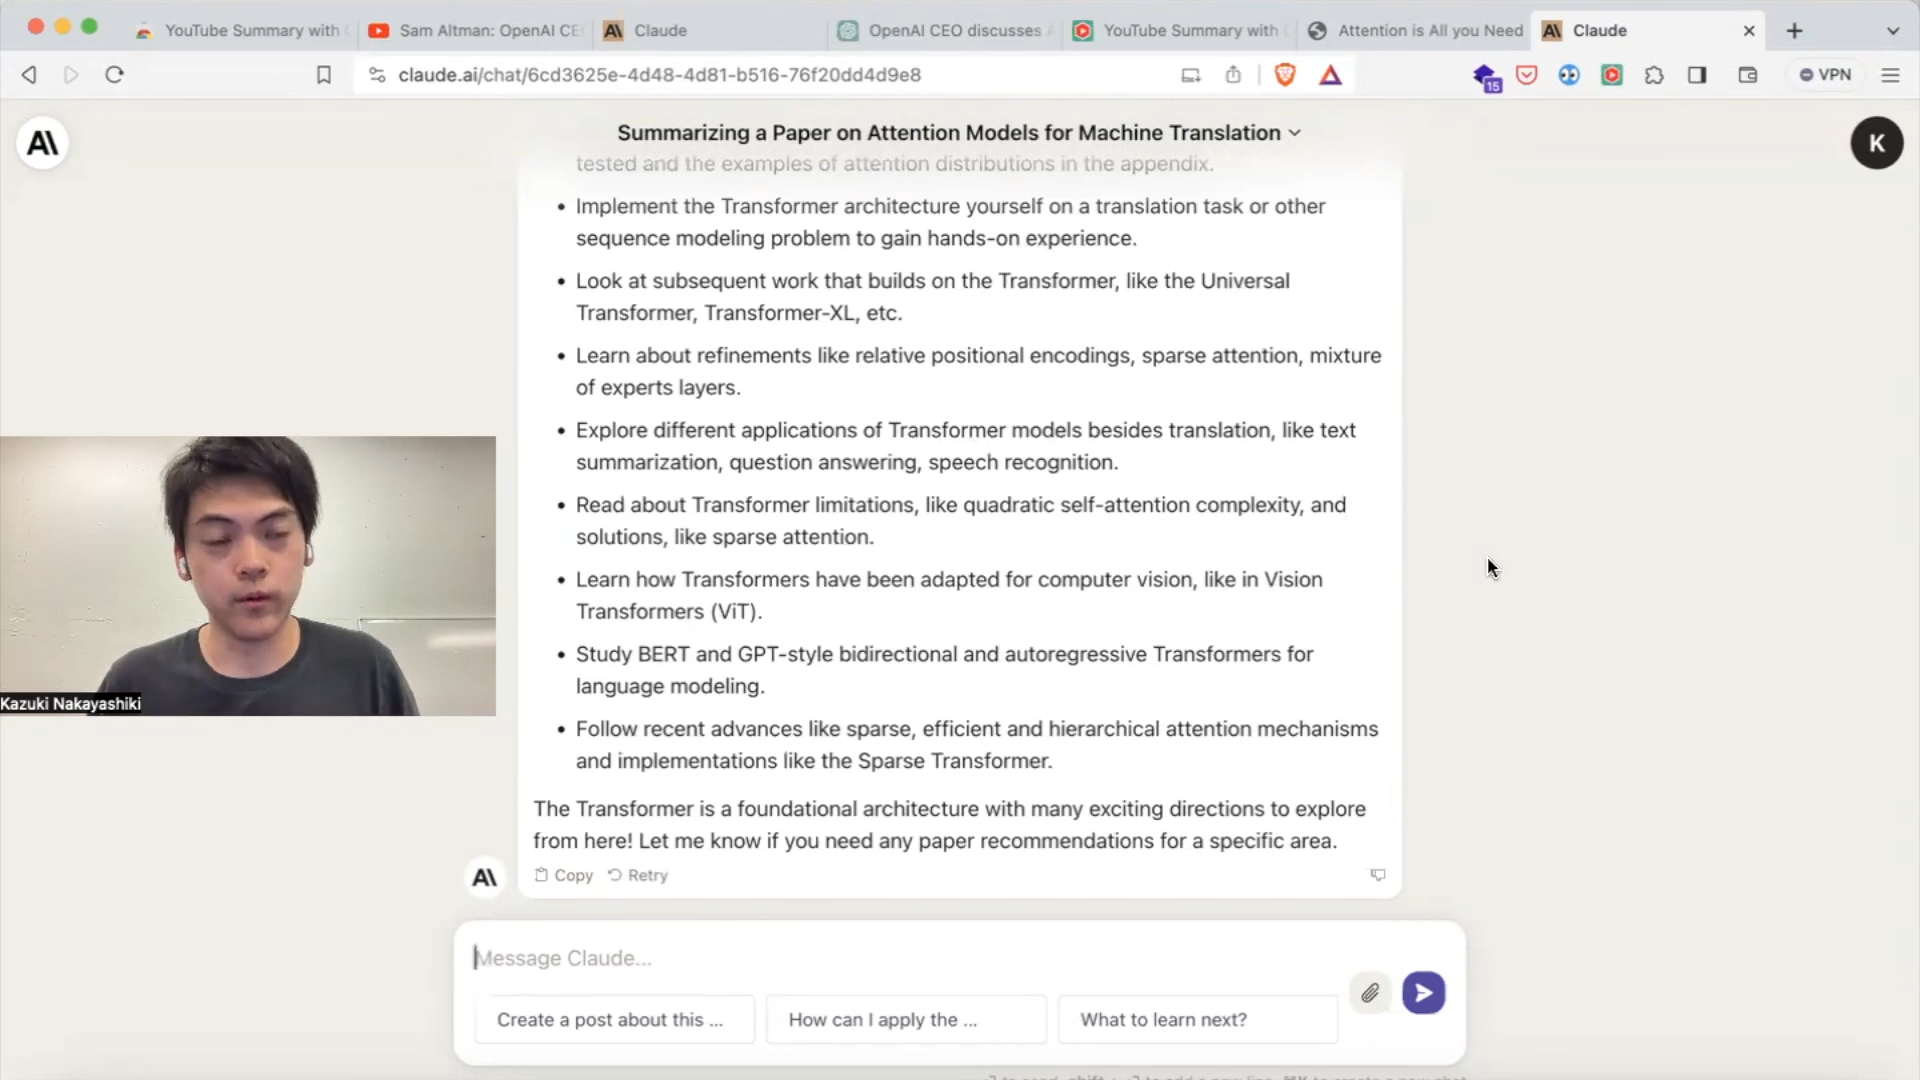 YouTube Summary with
Sam Altman: OpenAI CE
Claude
OpenAI CEO discusses
YouTube Summary with
Attention is All you Need
Claude
claude.ai/chat/6cd3625e-4d48-4d81-b516-76f20dd4d9e8
15
VPN
Summarizing a Paper on Attention Models for Machine Translation
K
tested and the examples of attention distributions in the appendix.
• Implement the Transformer architecture yourself on a translation task or other
sequence modeling problem to gain hands-on experience.
• Look at subsequent work that builds on the Transformer, like the Universal
Transformer, Transformer-XL, etc.
• Learn about refinements like relative positional encodings, sparse attention, mixture
of experts layers.
• Explore different applications of Transformer models besides translation, like text
summarization, question answering, speech recognition.
• Read about Transformer limitations, like quadratic self-attention complexity, and
solutions, like sparse attention.
• Learn how Transformers have been adapted for computer vision, like in Vision
Transformers (ViT).
• Study BERT and GPT-style bidirectional and autoregressive Transformers for
language modeling.
• Follow recent advances like sparse, efficient and hierarchical attention mechanisms
and implementations like the Sparse Transformer.
The Transformer is a foundational architecture with many exciting directions to explore
from here! Let me know if you need any paper recommendations for a specific area.
Copy Retry
Kazuki Nakayashiki
Message Claude...
Create a post about this ...
How can I apply the ...
What to learn next?